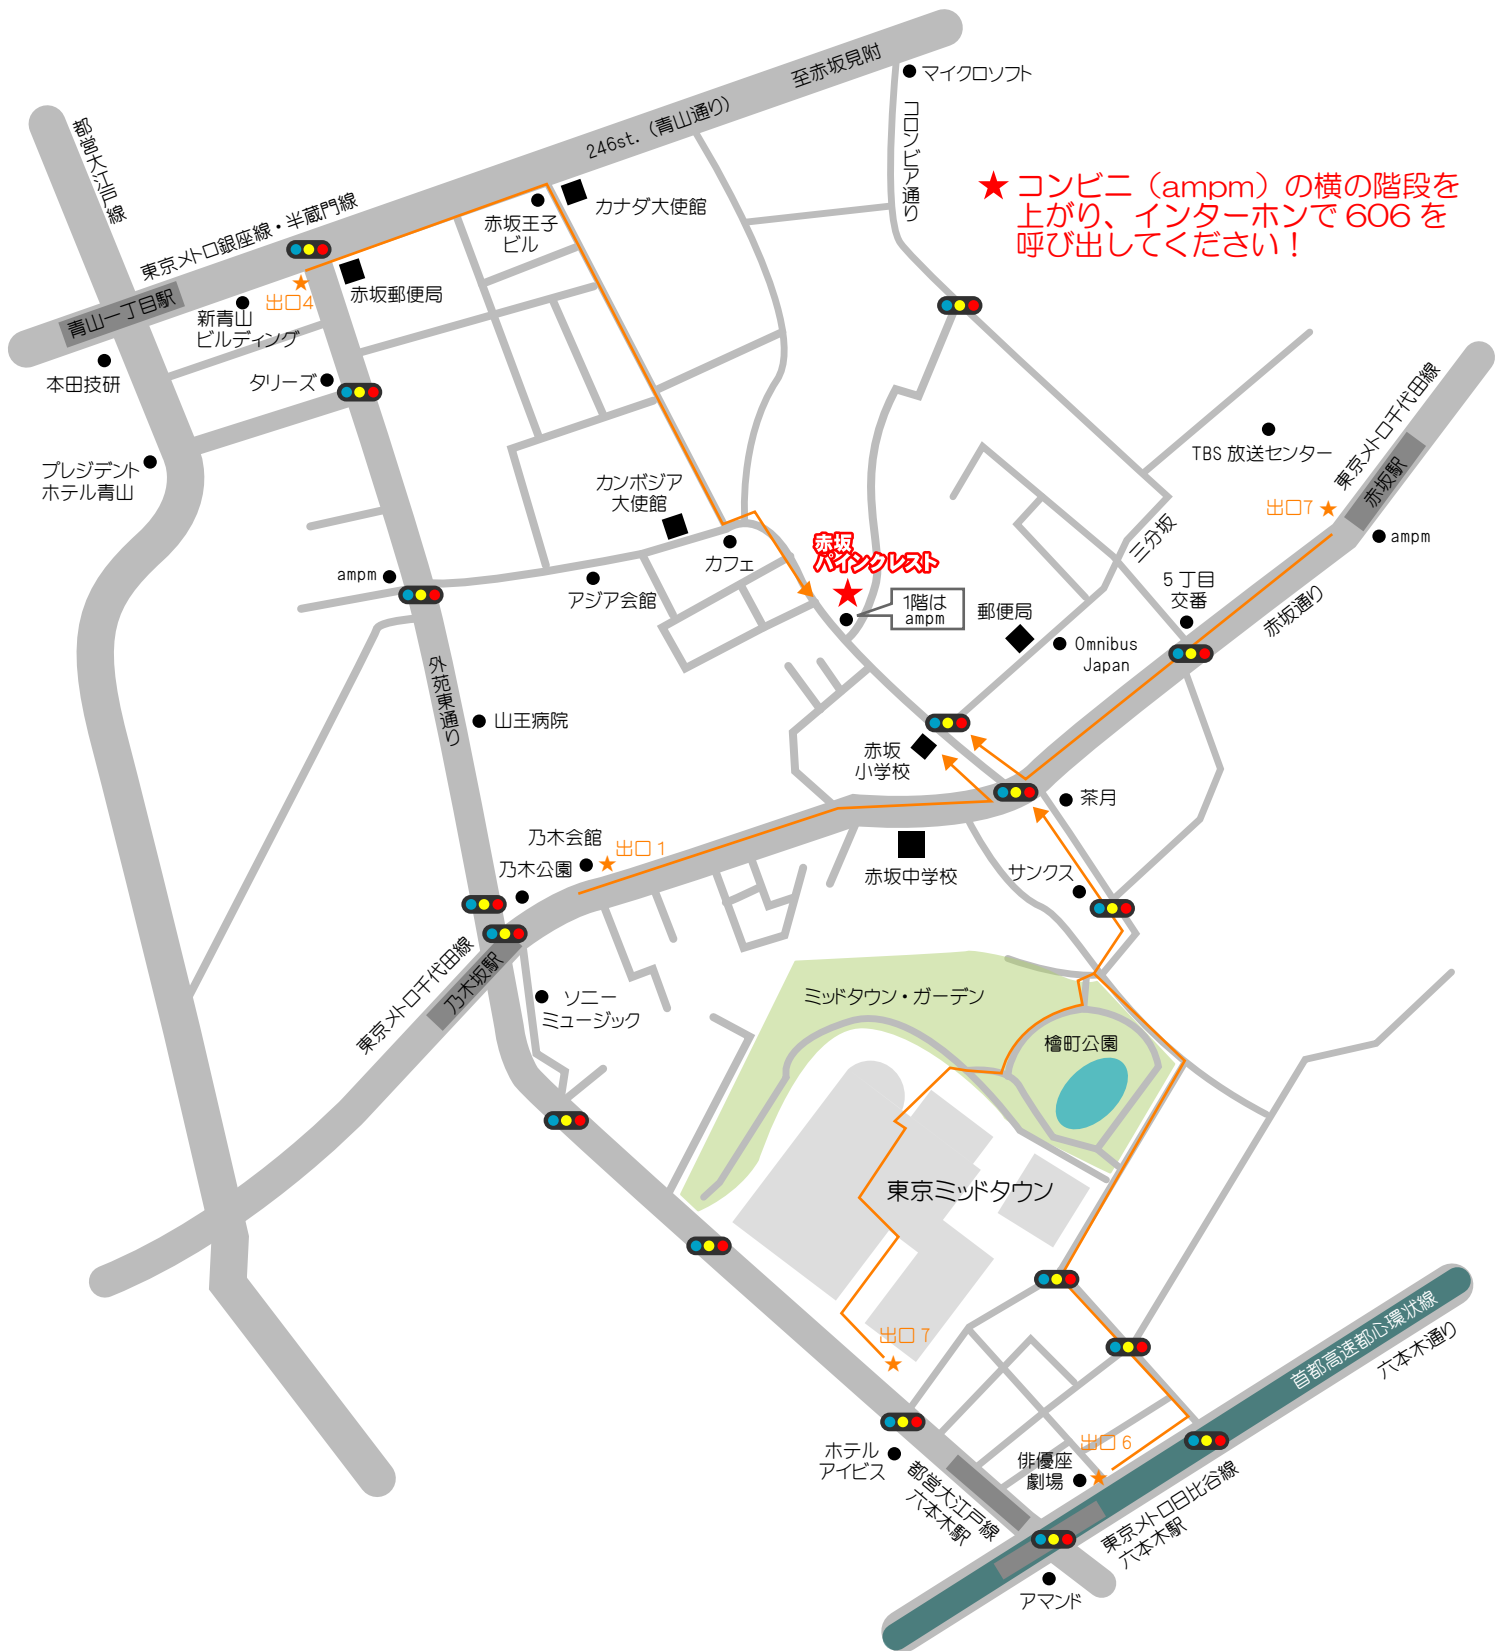 至赤坂見附
マイクロソフト
246st.（青山通り）
コロンビア通り
都営大江戸線
★ コンビニ（ampm）の横の階段を
上がり、インターホンで 606 を
呼び出してください！
カナダ大使館
赤坂王子
ビル
東京メトロ銀座線・半蔵門線
青山一丁目駅
出口4
赤坂郵便局
新青山
ビルディング
本田技研
タリーズ
プレジデント
ホテル青山
東京メトロ千代田線
TBS 放送センター
赤坂駅
出口7
ampm
カンボジア
大使館
三分坂
カフェ
赤坂
パインクレスト
ampm
アジア会館
1階は
ampm
郵便局
5丁目
交番
赤坂通り
Omnibus
Japan
外苑東通り
山王病院
赤坂
小学校
茶月
乃木会館
出口1
乃木公園
赤坂中学校
サンクス
東京メトロ千代田線
乃木坂駅
ソニー
ミュージック
ミッドタウン・ガーデン
檜町公園
東京ミッドタウン
出口7
首都高速都心環状線
六本木通り
出口6
ホテル
アイビス
俳優座
劇場
都営大江戸線
六本木駅
東京メトロ日比谷線
六本木駅
アマンド